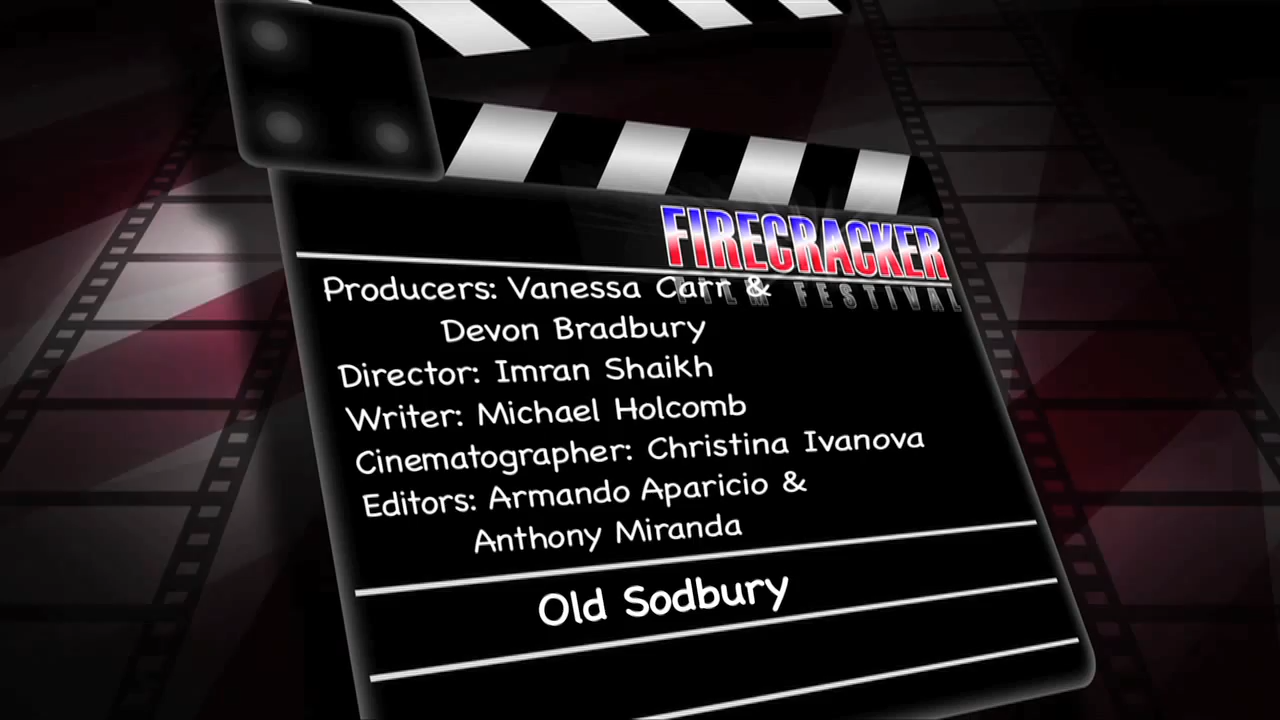 FIRECRACKER
FILM FESTIVAL
Producers: Vanessa Carr &
Devon Bradbury
Director: Imran Shaikh
Writer: Michael Holcomb
Cinematographer: Christina Ivanova
Editors: Armando Aparicio &
Anthony Miranda
Old Sodbury